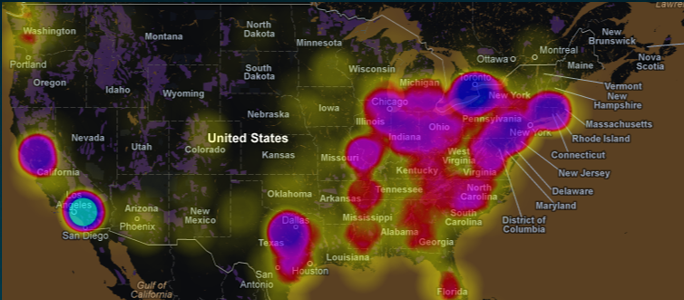 Lawre
Washington
North
Dakota
Montana
Minnesota
New
Brunswick
Ottawa
Montreal
Portland
Maine
Nova
Scotia
Oregon
Idaho
Wyoming
South
Dakota
Wisconsin
Michigan
Toronto
Vermont
New York
New
Hampshire
Chicago
Iowa
Nebraska
Illinois
Pennsylvania
Massachusetts
Nevada
Utah
Colorado
United States
Indiana
Ohio
New York
Rhode Island
Kansas
Missouri
West
Virginia
Connecticut
California
Kentucky
Virginia
New Jersey
Los
Angeles
Oklahoma
Arkansas
Tennessee
North
Carolina
Delaware
Maryland
Arizona
Phoenix
New
Mexico
Dallas
Mississippi
South
Carolina
District of
Columbia
San Diego
Texas
Alabama
Georgia
Louisiana
San
Antonio
Houston
Gulf of
California
Florida